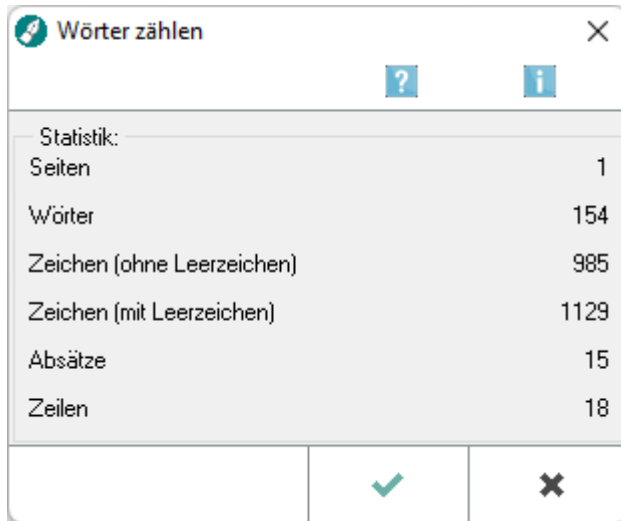 Wörter zählen
?
i
Statistik:
Seiten 1
Wörter 154
Zeichen (ohne Leerzeichen) 985
Zeichen (mit Leerzeichen) 1129
Absätze 15
Zeilen 18